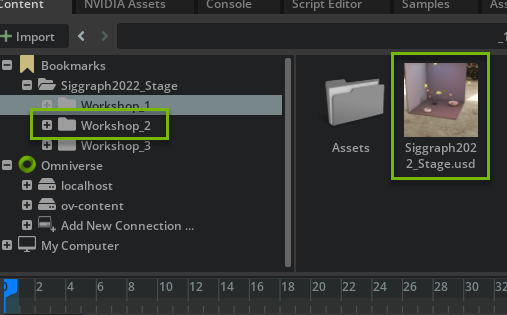 Content
NVIDIA Assets
Console
Script Editor
Samples
Import
Bookmarks
Siggraph2022_Stage
Workshop_1
Workshop_2
Workshop_3
Omniverse
localhost
ov-content
Add New Connection ...
My Computer
Assets
Siggraph202
2_Stage.usd
0 2 4 6 8 10 12 14 16 18 20 22 24 26 28 30 32